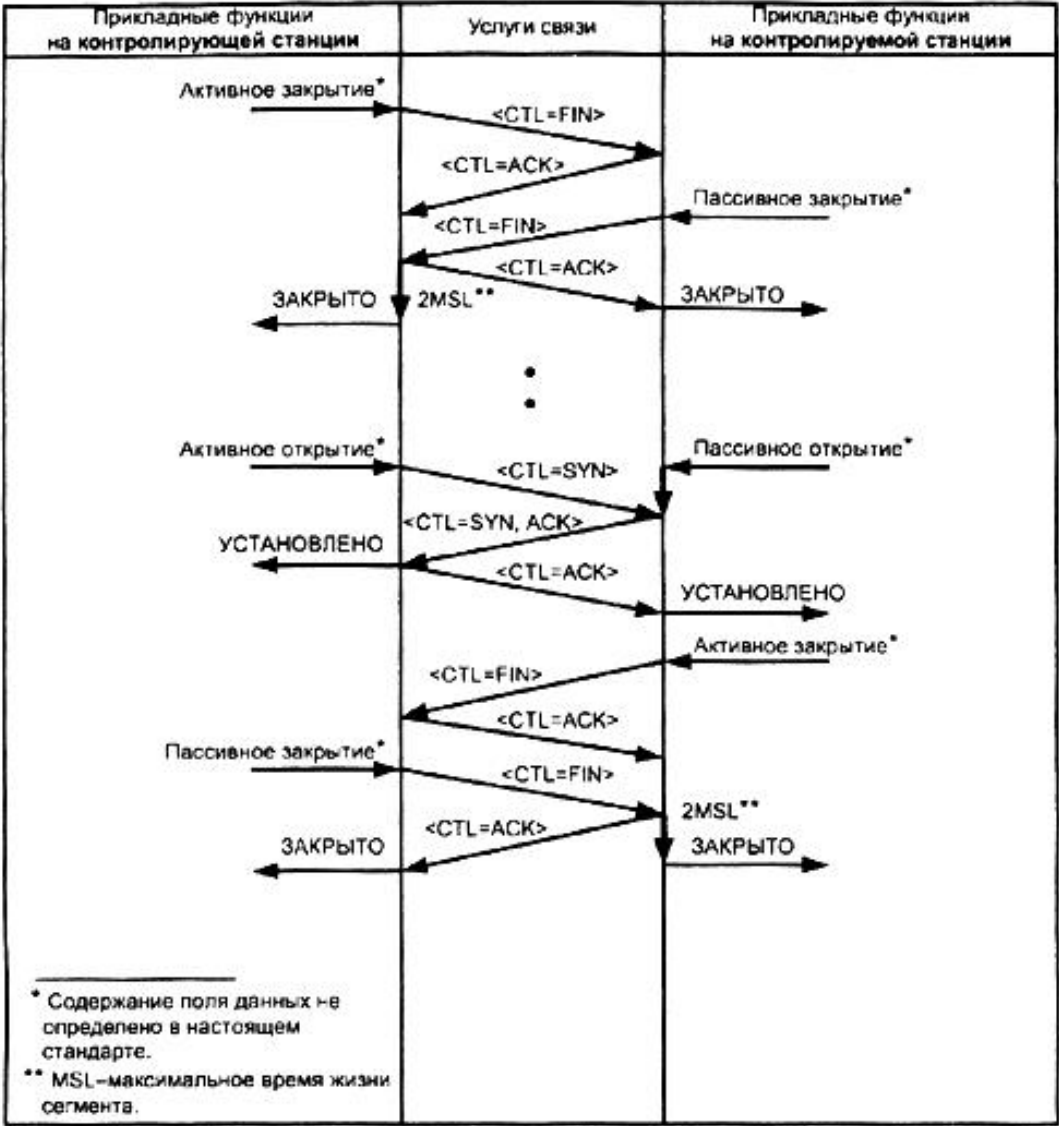 Прикладные функции
на контролирующей станции
Услуги связи
Прикладные функции
на контролируемой станции
Активное закрытие*
<CTL=FIN>
<CTL=ACK>
Пассивное закрытие*
<CTL=FIN>
<CTL=ACK>
ЗАКРЫТО
2MSL**
ЗАКРЫТО
Активное открытие*
Пассивное открытие*
<CTL=SYN>
<CTL=SYN, ACK>
УСТАНОВЛЕНО
<CTL=ACK>
УСТАНОВЛЕНО
Активное закрытие*
<CTL=FIN>
<CTL=ACK>
Пассивное закрытие*
<CTL=FIN>
2MSL**
<CTL=ACK>
ЗАКРЫТО
ЗАКРЫТО
* Содержание поля данных не
определено в настоящем
стандарте.
** MSL–максимальное время жизни
сегмента.